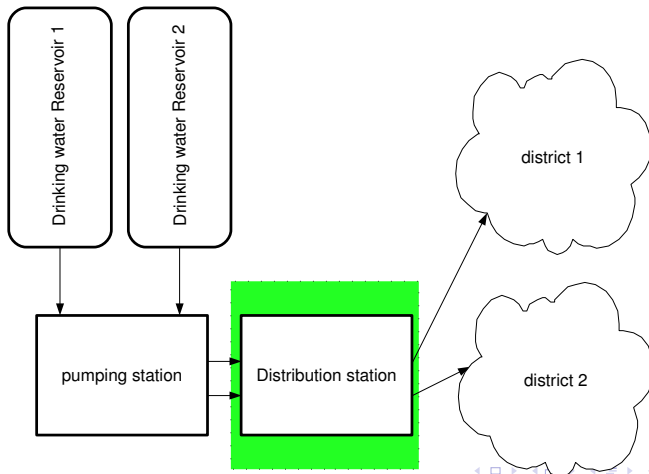 Drinking water Reservoir 1
Drinking water Reservoir 2
district 1
pumping station
Distribution station
district 2